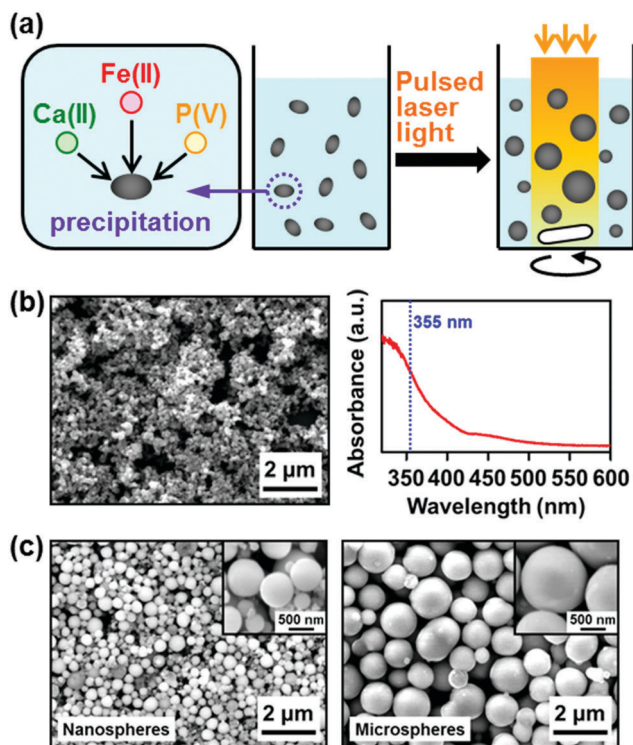 (a)
Fe(II)
Ca(II)
P(V)
precipitation
Pulsed
laser
light
(b)
2 μm
Absorbance (a.u.)
355 nm
350 400 450 500 550 600
Wavelength (nm)
(c)
500 nm
Nanospheres
2 μm
500 nm
Microspheres
2 μm